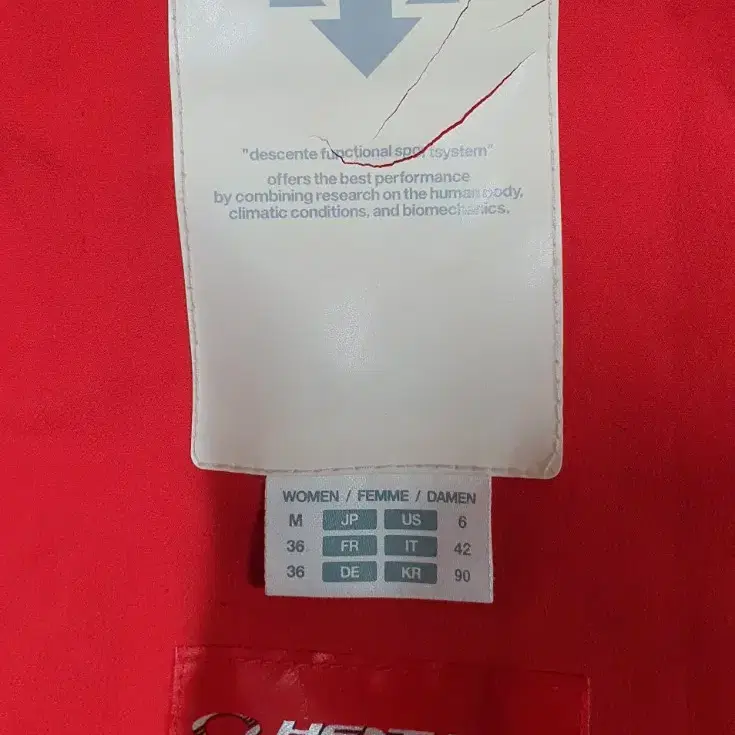 "descente functional sportsystem"
offers the best performance
by combining research on the human body,
climatic conditions, and biomechanics.
WOMEN / FEMME / DAMEN
M JP US 6
36 FR IT 42
36 DE KR 90